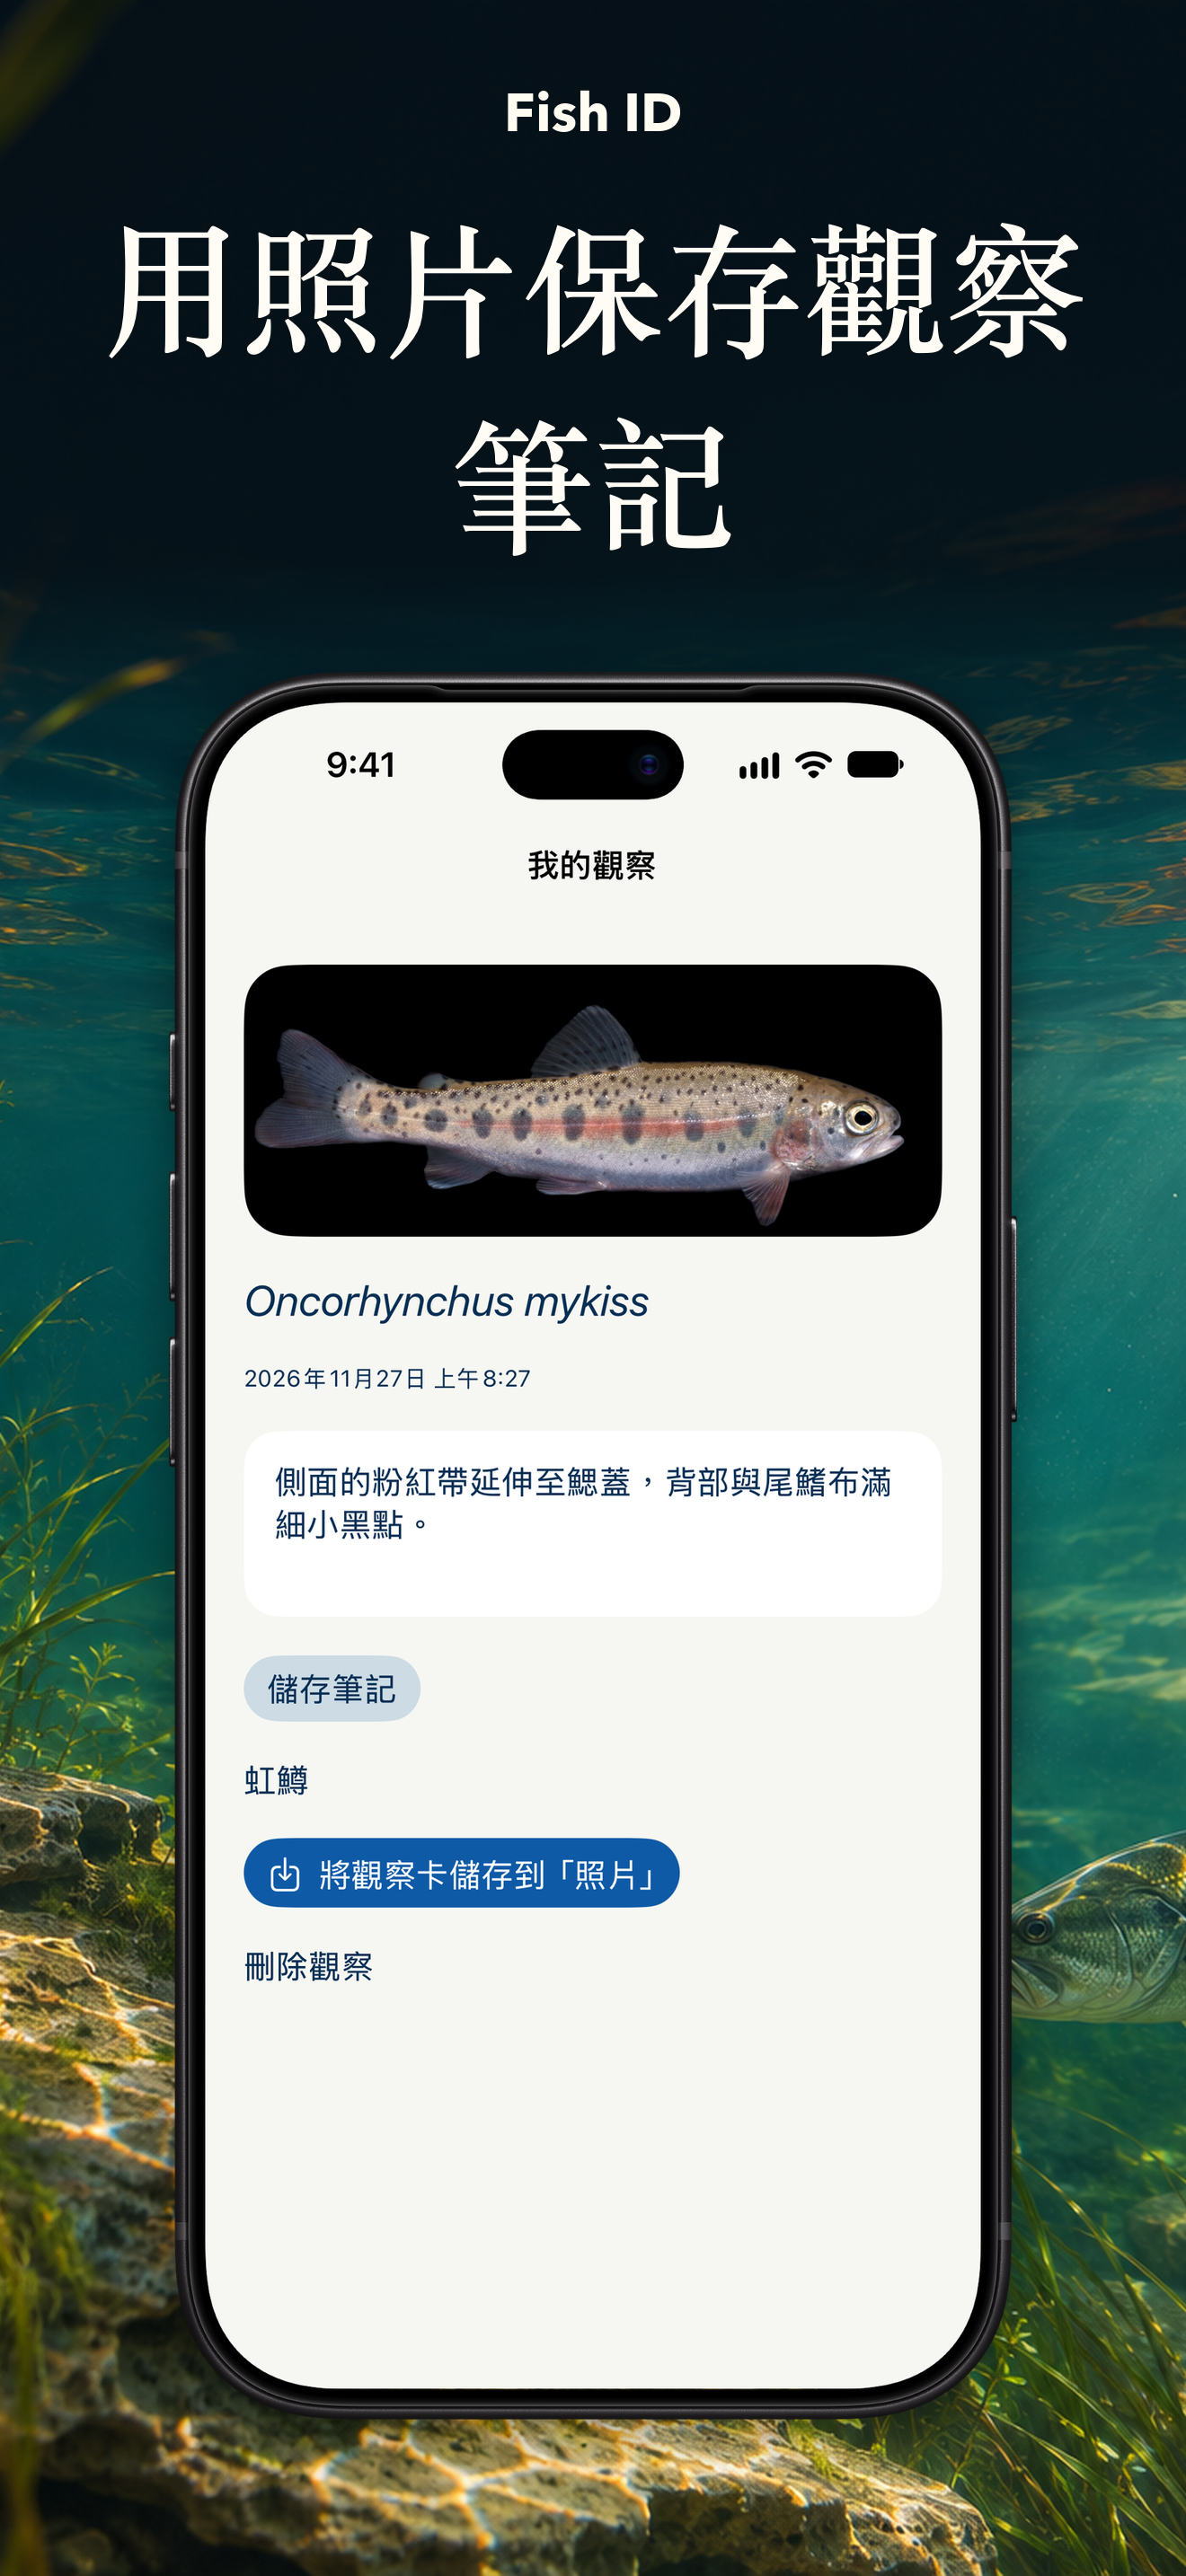 Fish ID
用照片保存觀察
筆記
9:41
我的觀察
Oncorhynchus mykiss
2026年11月27日 上午8:27
側面的粉紅帶延伸至鰓蓋，背部與尾鰭布滿
細小黑點。
儲存筆記
虹鱒
將觀察卡儲存到「照片」
刪除觀察